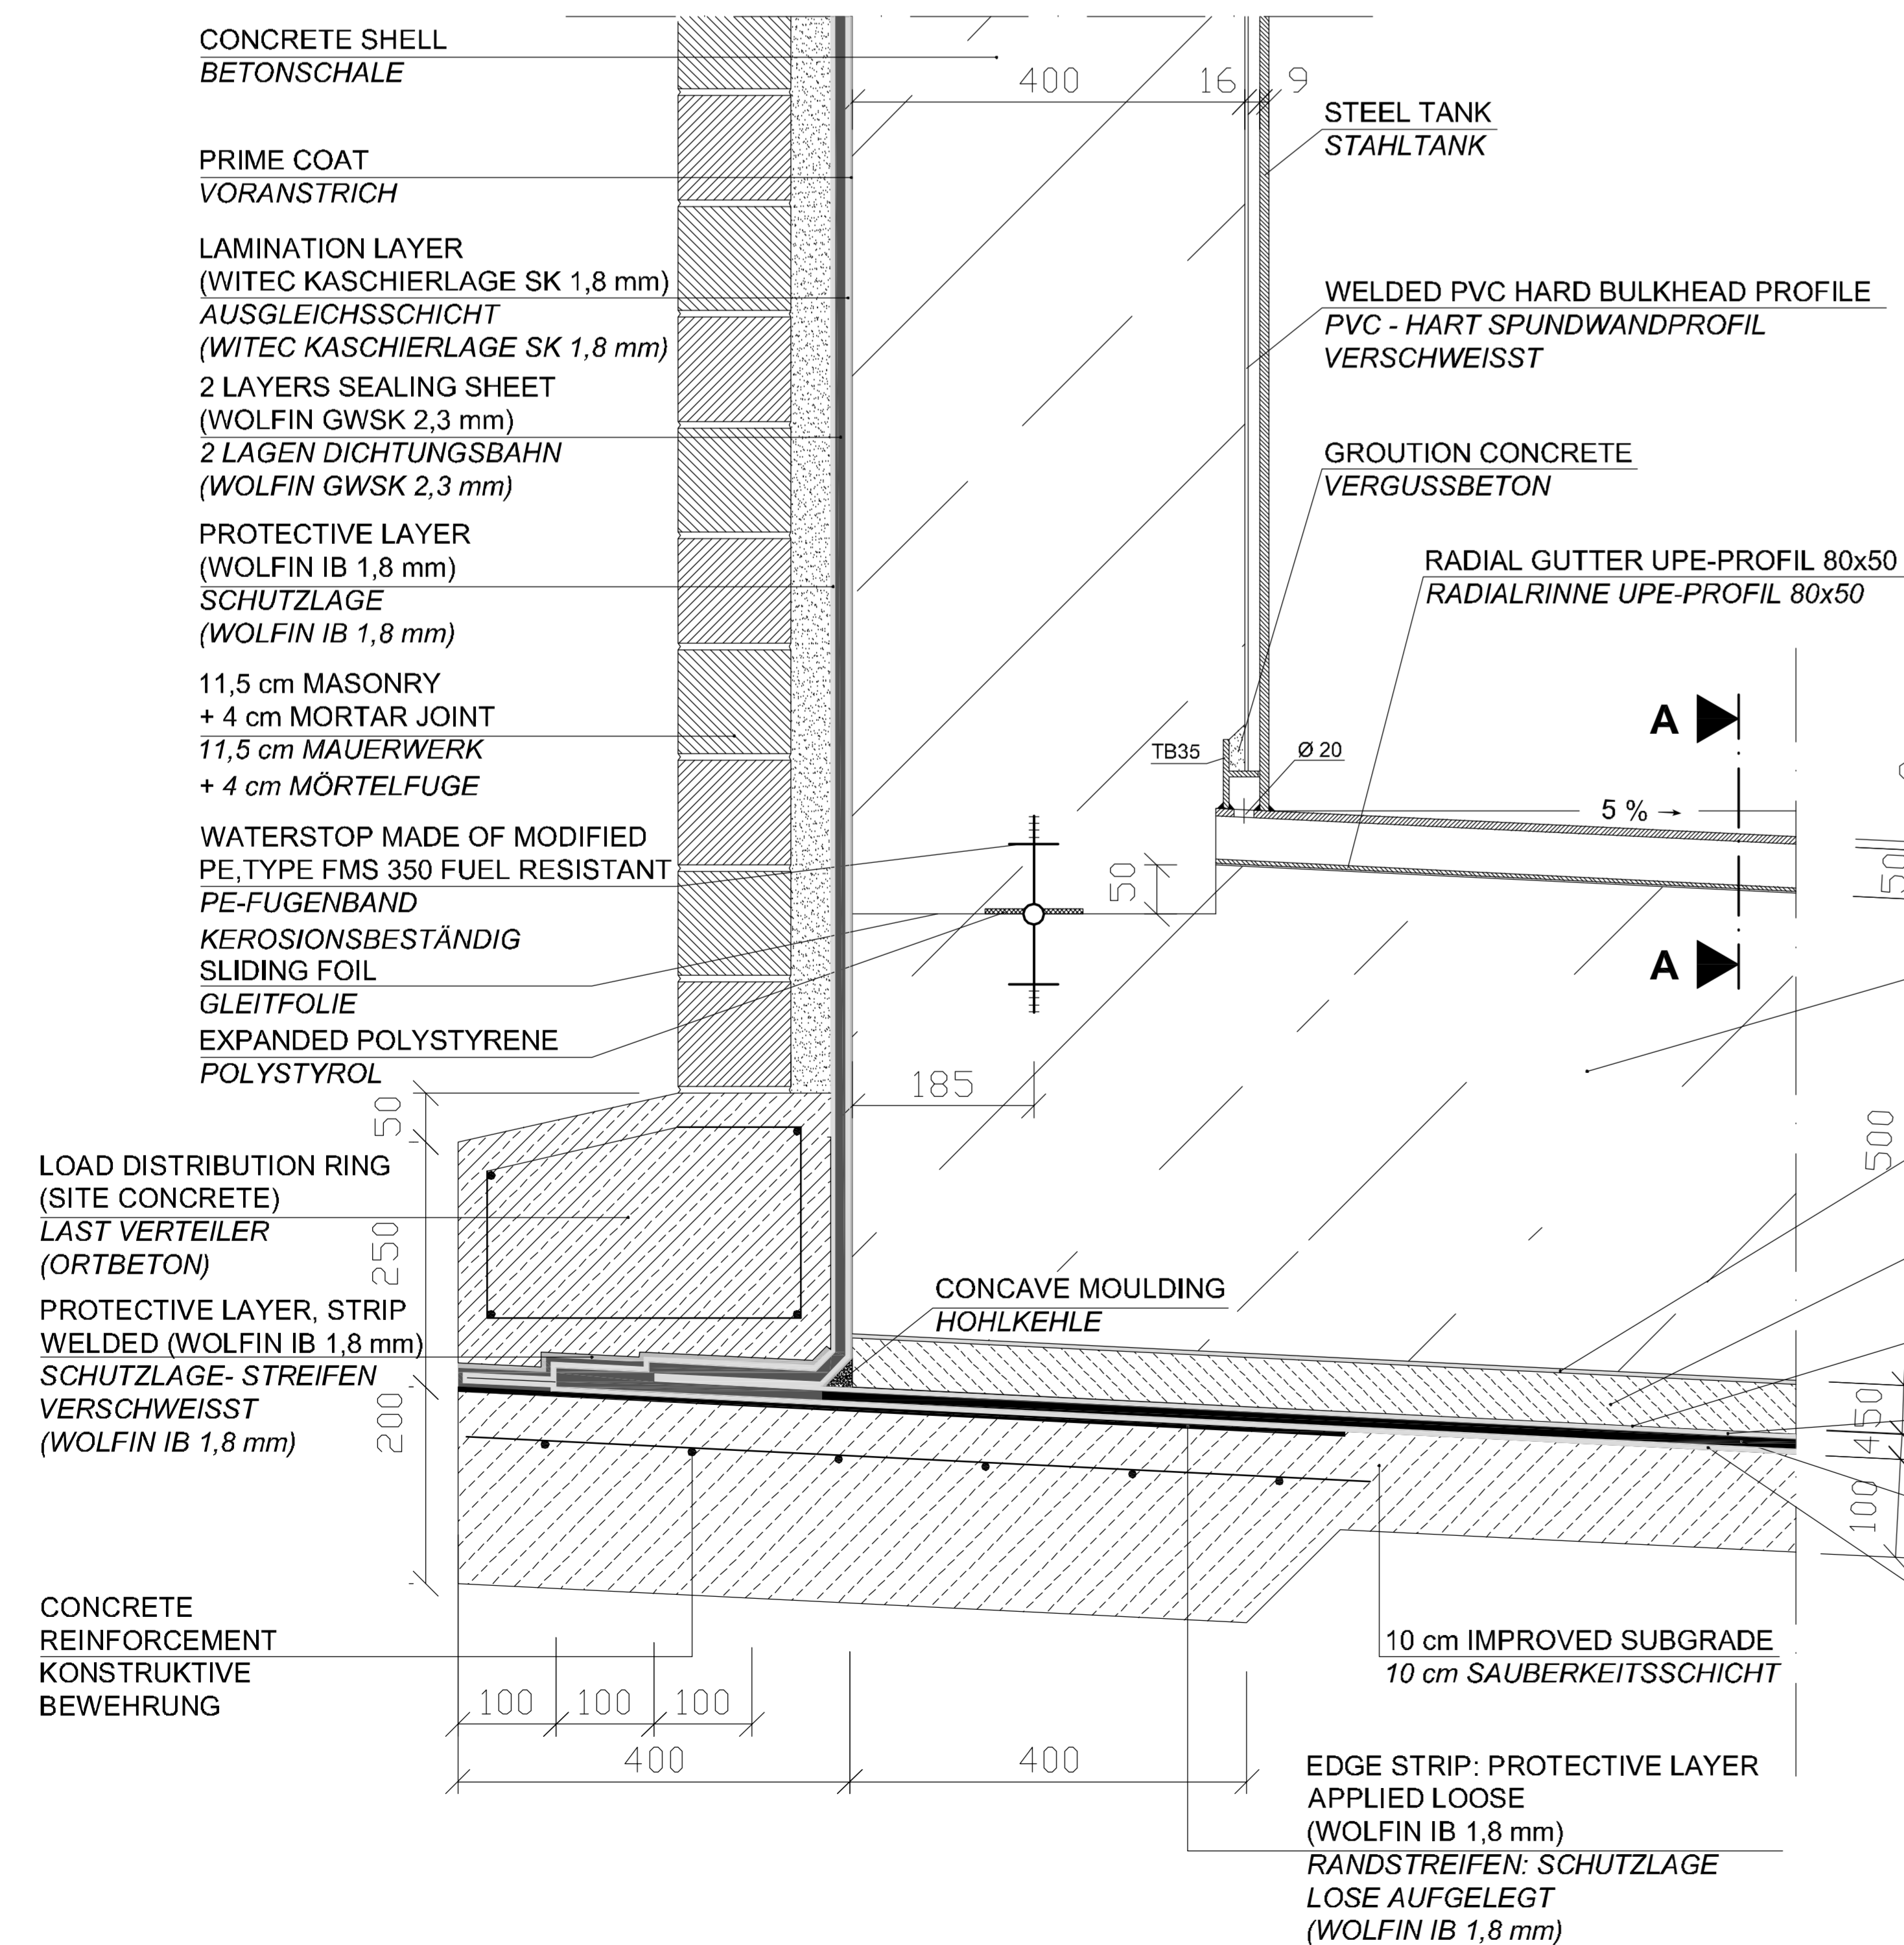 CONCRETE SHELL
BETONSCHALE
PRIME COAT
VORANSTRICH
LAMINATION LAYER
(WITEC KASCHIERLAGE SK 1,8 mm)
AUSGLEICHSSCHICHT
(WITEC KASCHIERLAGE SK 1,8 mm)
2 LAYERS SEALING SHEET
(WOLFIN GWSK 2,3 mm)
2 LAGEN DICHTUNGSBAHN
(WOLFIN GWSK 2,3 mm)
PROTECTIVE LAYER
(WOLFIN IB 1,8 mm)
SCHUTZLAGE
(WOLFIN IB 1,8 mm)
11,5 cm MASONRY
+ 4 cm MORTAR JOINT
11,5 cm MAUERWERK
+ 4 cm MÖRTELFUGE
WATERSTOP MADE OF MODIFIED
PE,TYPE FMS 350 FUEL RESISTANT
PE-FUGENBAND
KEROSIONSBESTÄNDIG
SLIDING FOIL
GLEITFOLIE
EXPANDED POLYSTYRENE
POLYSTYROL
50
LOAD DISTRIBUTION RING
(SITE CONCRETE)
LAST VERTEILER
(ORTBETON)
250
PROTECTIVE LAYER, STRIP
WELDED (WOLFIN IB 1,8 mm)
SCHUTZLAGE- STREIFEN
VERSCHWEISST
(WOLFIN IB 1,8 mm)
200
CONCRETE
REINFORCEMENT
KONSTRUKTIVE
BEWEHRUNG
100 100 100
400 400
400 16 9
STEEL TANK
STAHLTANK
WELDED PVC HARD BULKHEAD PROFILE
PVC - HART SPUNDWANDPROFIL
VERSCHWEISST
GROUTION CONCRETE
VERGUSSBETON
RADIAL GUTTER UPE-PROFIL 80x50
RADIALRINNE UPE-PROFIL 80x50
A
TB35
Ø 20
5 %
50
50
A
185
500
CONCAVE MOULDING
HOHLKEHLE
450
100
10 cm IMPROVED SUBGRADE
10 cm SAUBERKEITSSCHICHT
EDGE STRIP: PROTECTIVE LAYER
APPLIED LOOSE
(WOLFIN IB 1,8 mm)
RANDSTREIFEN: SCHUTZLAGE
LOSE AUFGELEGT
(WOLFIN IB 1,8 mm)